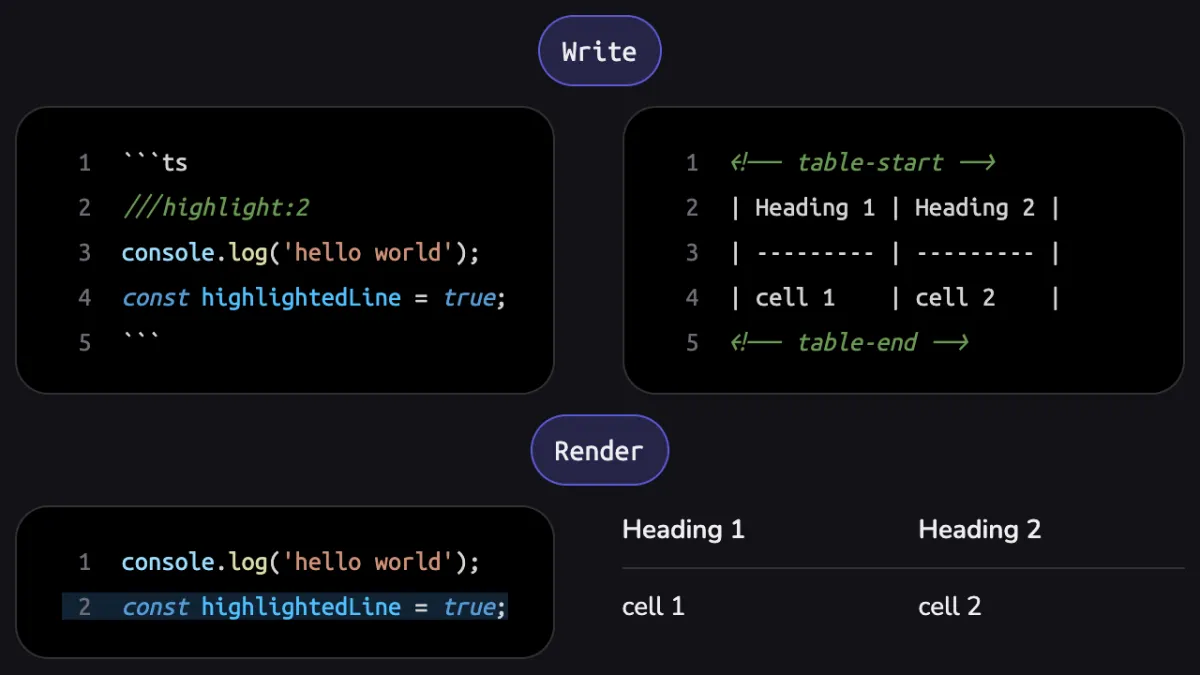 Write
1 ```ts
2 ///highlight:2
3 console.log('hello world');
4 const highlightedLine = true;
5 ```
1 <!-- table-start -->
2 | Heading 1 | Heading 2 |
3 | --------- | --------- |
4 | cell 1    | cell 2    |
5 <!-- table-end -->
Render
1 console.log('hello world');
2 const highlightedLine = true;
Heading 1 Heading 2
cell 1 cell 2